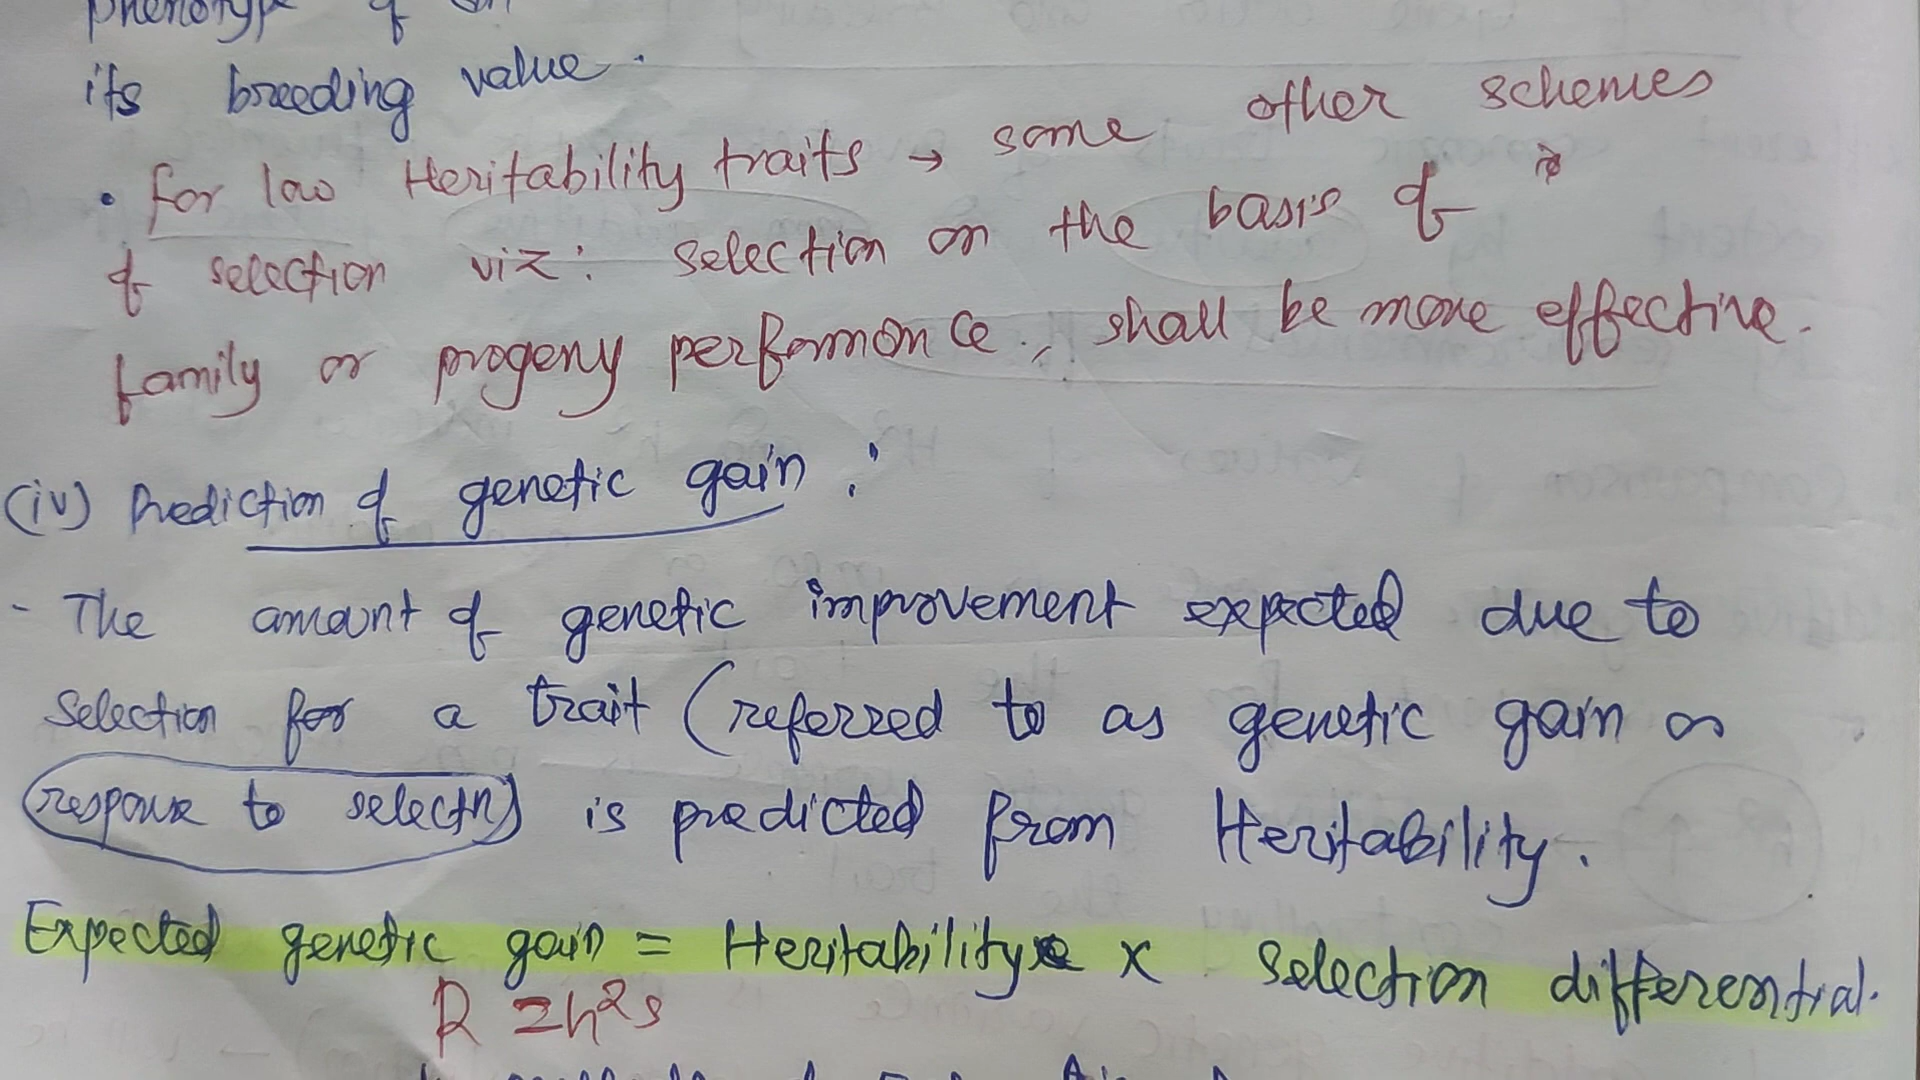 phenotype of an
its breeding value.
• For low Heritability traits → some other schemes
of selection viz: selection on the basis of
family or progeny performance., shall be more effective.
(iv) Prediction of genetic gain :
- The amount of genetic improvement expected due to
selection for a trait (referred to as genetic gain or
response to selectn) is predicted from Heritability.
Expected genetic gain = Heritability x Selection differential.
R = h²s